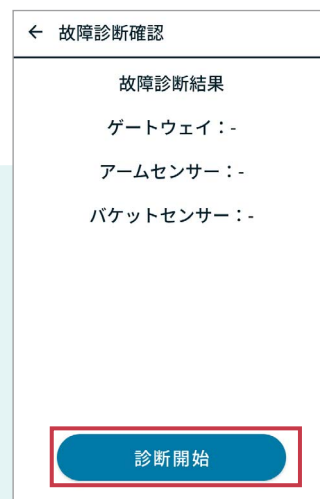 ← 故障診断確認
故障診断結果
ゲートウェイ：-
アームセンサー：-
バケットセンサー：-
診断開始